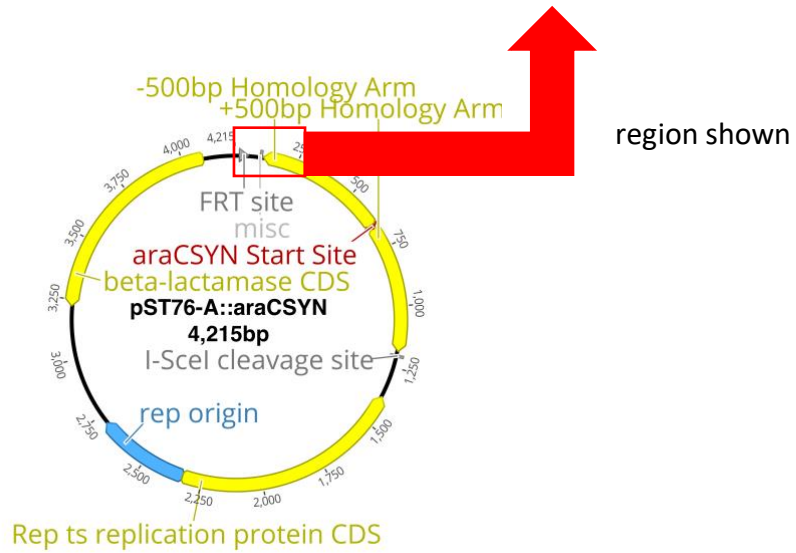 -500bp Homology Arm
+500bp Homology Arm
region shown
4,215
4,000
3,750
500
FRT site
misc
3,500
750
araCSYN Start Site
beta-lactamase CDS
3,250
pST76-A::araCSYN
1,000
4,215bp
I-SceI cleavage site
3,000
1,250
rep origin
2,750
1,500
2,500
1,750
2,250
2,000
Rep ts replication protein CDS